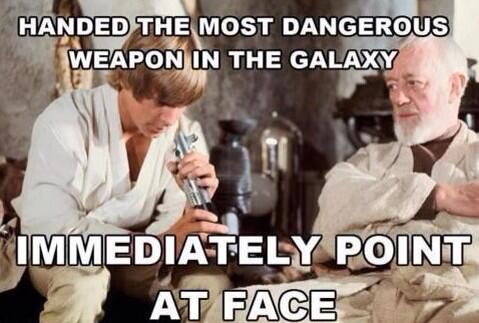 HANDED THE MOST DANGEROUS
WEAPON IN THE GALAXY
IMMEDIATELY POINT
AT FACE